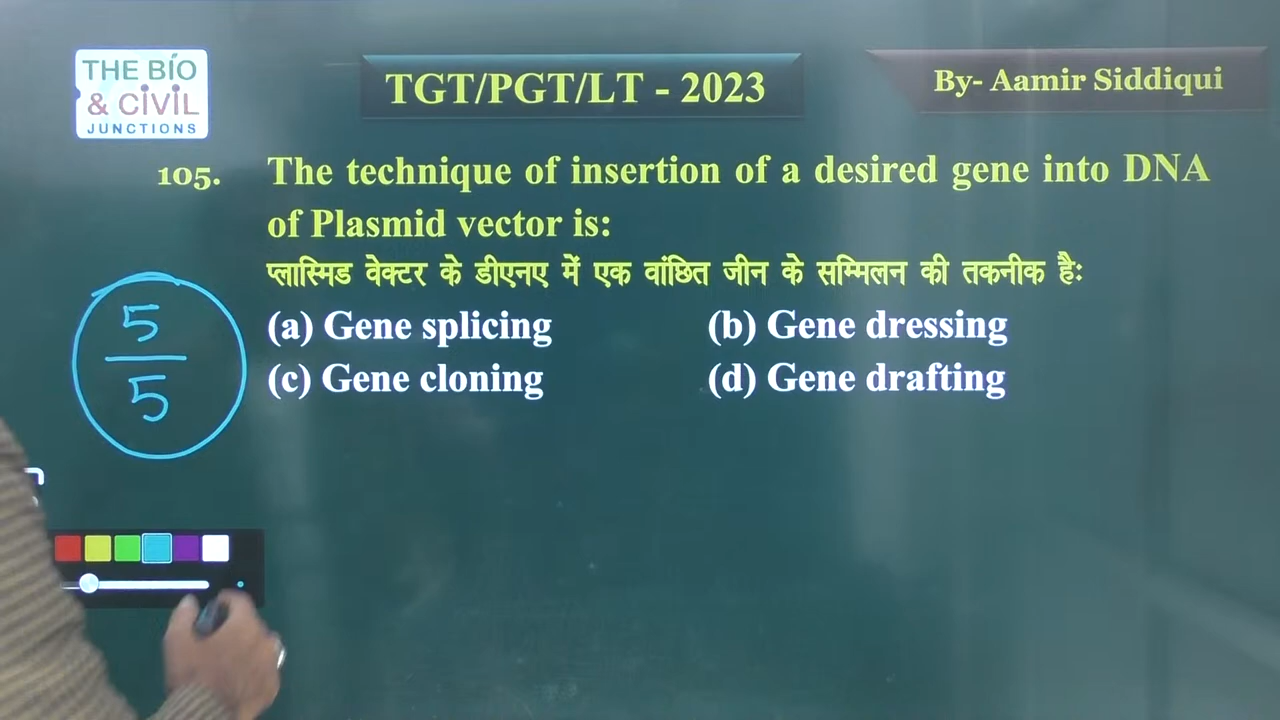 THE BIO
& CIVIL
JUNCTIONS
TGT/PGT/LT - 2023
By- Aamir Siddiqui
105. The technique of insertion of a desired gene into DNA
of Plasmid vector is:
प्लास्मिड वेक्टर के डीएनए में एक वांछित जीन के सम्मिलन की तकनीक है:
(a) Gene splicing (b) Gene dressing
(c) Gene cloning (d) Gene drafting
5
5